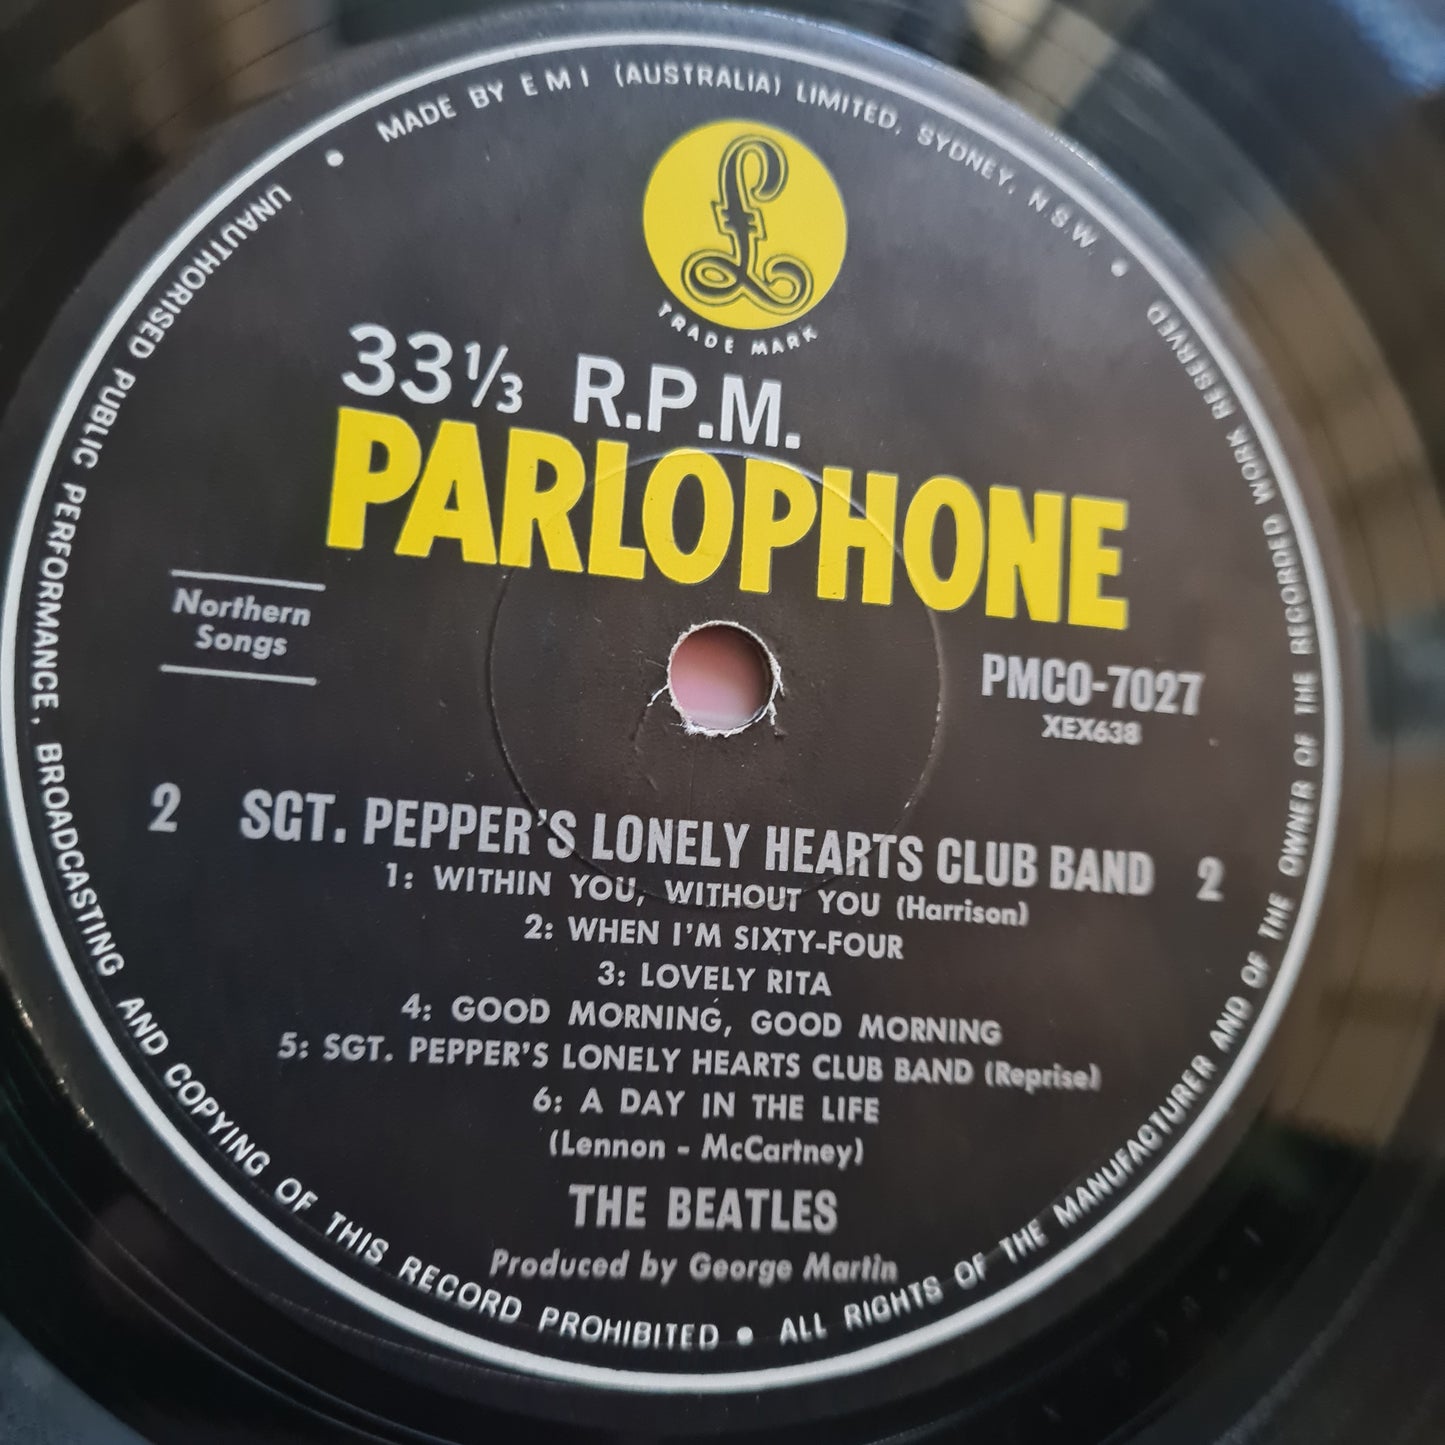 MADE BY E M I (AUSTRALIA) LIMITED, SYDNEY, N.S.W.
TRADE MARK
33⅓ R.P.M.
PARLOPHONE
Northern
Songs
PMCO-7027
XEX638
2 SGT. PEPPER'S LONELY HEARTS CLUB BAND 2
1: WITHIN YOU, WITHOUT YOU (Harrison)
2: WHEN I'M SIXTY-FOUR
3: LOVELY RITA
4: GOOD MORNING, GOOD MORNING
5: SGT. PEPPER'S LONELY HEARTS CLUB BAND (Reprise)
6: A DAY IN THE LIFE
(Lennon - McCartney)
THE BEATLES
Produced by George Martin
UNAUTHORISED PUBLIC PERFORMANCE, BROADCASTING AND COPYING OF THIS RECORD PROHIBITED • ALL RIGHTS OF THE MANUFACTURER AND OF THE OWNER OF THE RECORDED WORK RESERVED